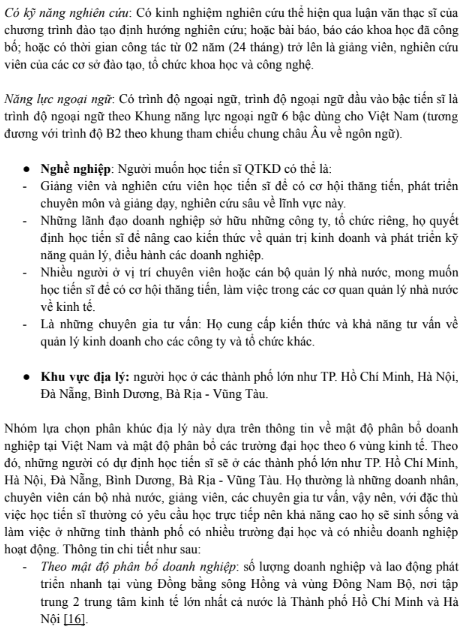 Có kỹ năng nghiên cứu: Có kinh nghiệm nghiên cứu thể hiện qua luận văn thạc sĩ của
chương trình đào tạo định hướng nghiên cứu; hoặc bài báo, báo cáo khoa học đã công
bố; hoặc có thời gian công tác từ 02 năm (24 tháng) trở lên là giảng viên, nghiên cứu
viên của các cơ sở đào tạo, tổ chức khoa học và công nghệ.
Năng lực ngoại ngữ: Có trình độ ngoại ngữ, trình độ ngoại ngữ đầu vào bậc tiến sĩ là
trình độ ngoại ngữ theo Khung năng lực ngoại ngữ 6 bậc dùng cho Việt Nam (tương
đương với trình độ B2 theo khung tham chiếu chung châu Âu về ngôn ngữ).
● Nghề nghiệp: Người muốn học tiến sĩ QTKD có thể là:
- Giảng viên và nghiên cứu viên học tiến sĩ để có cơ hội thăng tiến, phát triển
chuyên môn và giảng dạy, nghiên cứu sâu về lĩnh vực này.
- Những lãnh đạo doanh nghiệp sở hữu những công ty, tổ chức riêng, họ quyết
định học tiến sĩ để nâng cao kiến thức về quản trị kinh doanh và phát triển kỹ
năng quản lý, điều hành các doanh nghiệp.
- Nhiều người ở vị trí chuyên viên hoặc cán bộ quản lý nhà nước, mong muốn
học tiến sĩ để có cơ hội thăng tiến, làm việc trong các cơ quan quản lý nhà nước
về kinh tế.
- Là những chuyên gia tư vấn: Họ cung cấp kiến thức và khả năng tư vấn về
quản lý kinh doanh cho các công ty và tổ chức khác.
● Khu vực địa lý: người học ở các thành phố lớn như TP. Hồ Chí Minh, Hà Nội,
Đà Nẵng, Bình Dương, Bà Rịa - Vũng Tàu.
Nhóm lựa chọn phân khúc địa lý này dựa trên thông tin về mật độ phân bố doanh
nghiệp tại Việt Nam và mật độ phân bố các trường đại học theo 6 vùng kinh tế. Theo
đó, những người có dự định học tiến sĩ sẽ ở các thành phố lớn như TP. Hồ Chí Minh,
Hà Nội, Đà Nẵng, Bình Dương, Bà Rịa - Vũng Tàu. Họ thường là những doanh nhân,
chuyên viên cán bộ nhà nước, giảng viên, các chuyên gia tư vấn, vậy nên, với đặc thù
việc học tiến sĩ thường có yêu cầu học trực tiếp nên khả năng cao họ sẽ sinh sống và
làm việc ở những tỉnh thành phố có nhiều trường đại học và có nhiều doanh nghiệp
hoạt động. Thông tin chi tiết như sau:
- Theo mật độ phân bố doanh nghiệp: số lượng doanh nghiệp và lao động phát
triển nhanh tại vùng Đồng bằng sông Hồng và vùng Đông Nam Bộ, nơi tập
trung 2 trung tâm kinh tế lớn nhất cả nước là Thành phố Hồ Chí Minh và Hà
Nội [16].